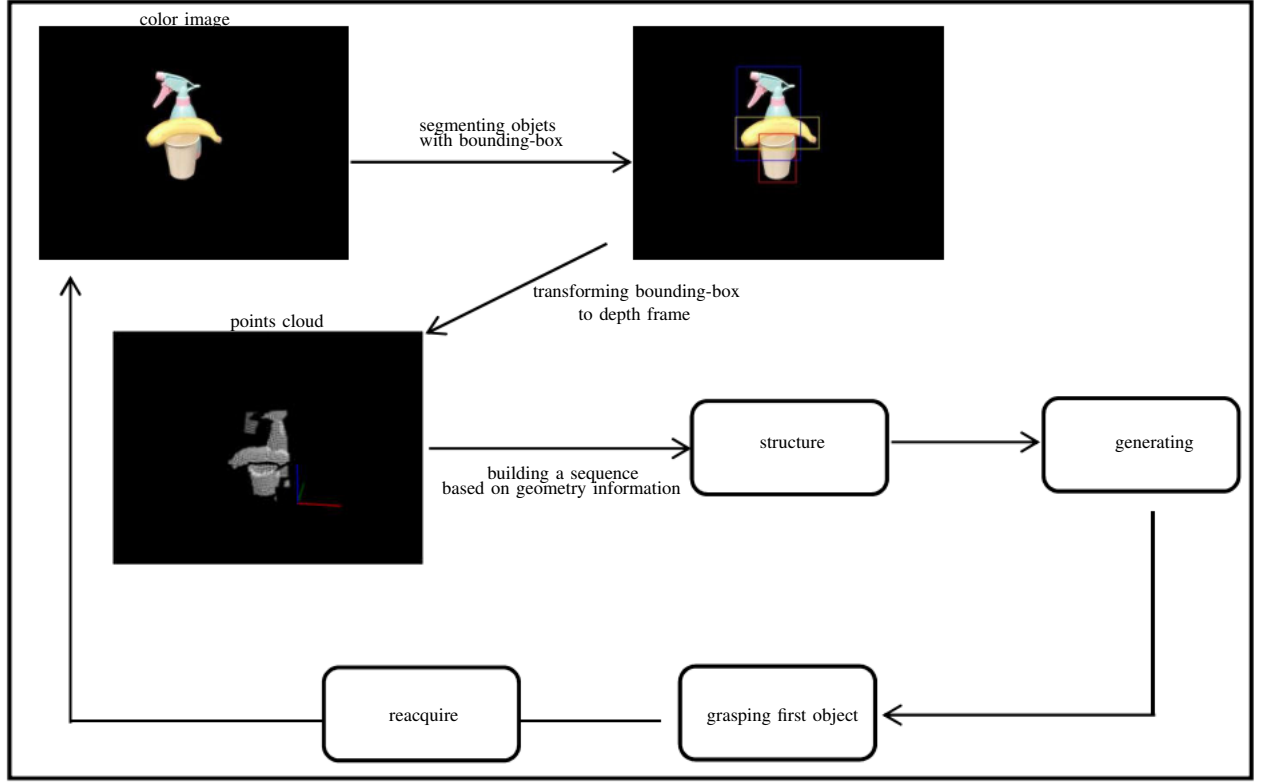 color image
segmenting objets
with bounding-box
transforming bounding-box
to depth frame
points cloud
structure
generating
building a sequence
based on geometry information
reacquire
grasping first object